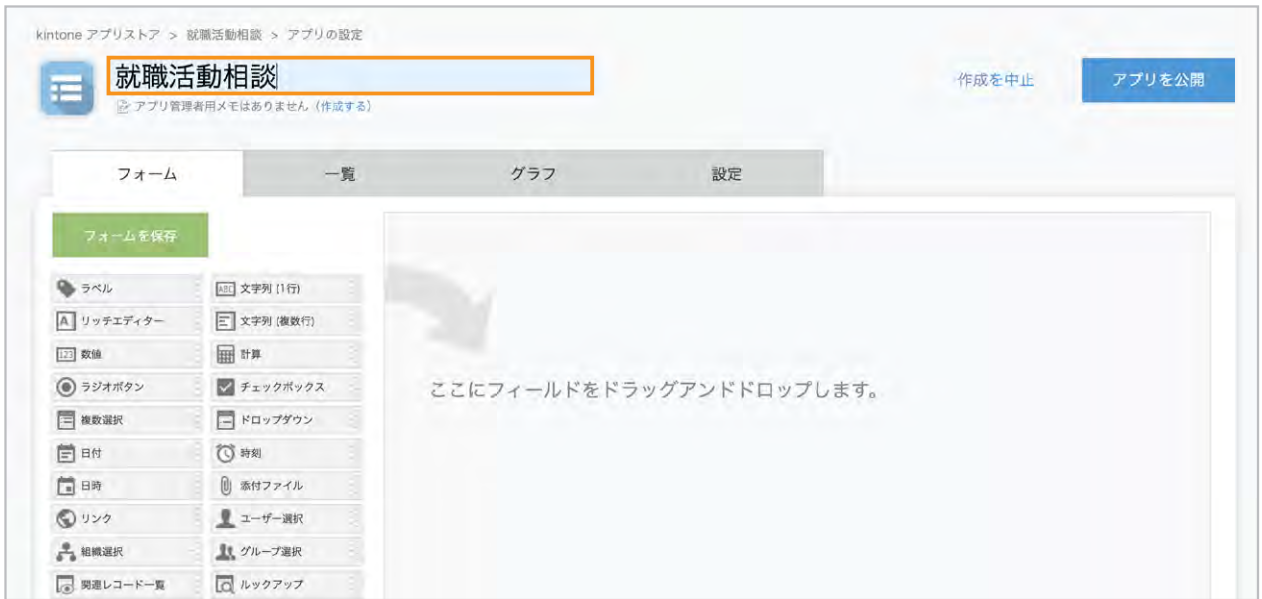 kintone アプリストア > 就職活動相談 > アプリの設定
就職活動相談
アプリ管理者用メモはありません（作成する）
作成を中止
アプリを公開
フォーム 一覧 グラフ 設定
フォームを保存
ラベル ABC 文字列 (1行)
A リッチエディター 文字列 (複数行)
123 数値 計算
ラジオボタン チェックボックス
複数選択 ドロップダウン
日付 時刻
日時 添付ファイル
リンク ユーザー選択
組織選択 グループ選択
関連レコード一覧 ルックアップ
ここにフィールドをドラッグアンドドロップします。